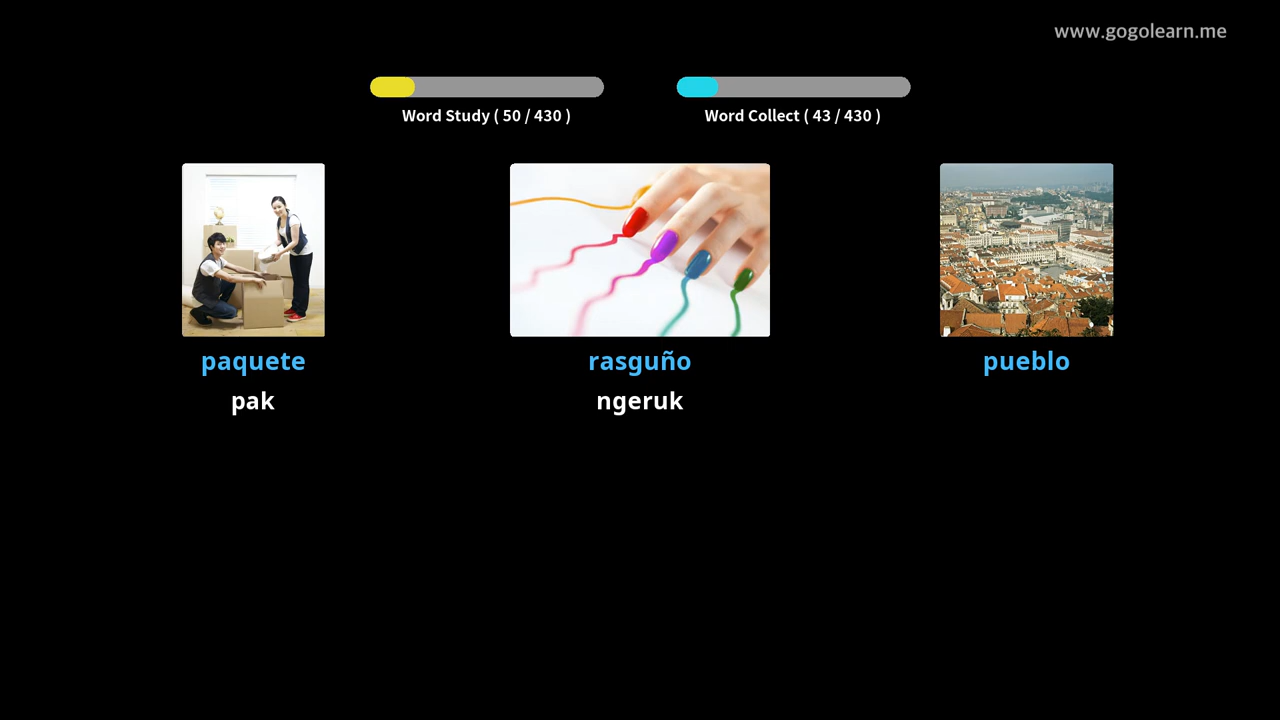 www.gogolearn.me
Word Study ( 50 / 430 )
Word Collect ( 43 / 430 )
paquete
pak
rasguño
ngeruk
pueblo